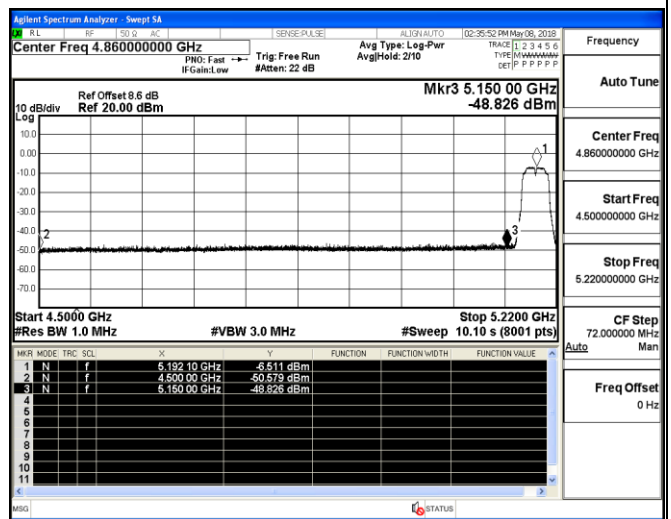 Agilent Spectrum Analyzer - Swept SA
RL RF 50 Ω AC SENSE:PULSE ALIGN AUTO 02:35:52 PM May 08, 2018
Center Freq 4.860000000 GHz
PNO: Fast Trig: Free Run Avg Type: Log-Pwr TRACE 1 2 3 4 5 6
IFGain:Low #Atten: 22 dB Avg|Hold: 2/10 TYPE M
DET P P P P P P
Ref Offset 8.6 dB Mkr3 5.150 00 GHz
10 dB/div Ref 20.00 dBm -48.826 dBm
Log
10.0
0.00
-10.0
-20.0
-30.0
-40.0
-50.0
-60.0
-70.0
1
2
3
Start 4.5000 GHz Stop 5.2200 GHz
#Res BW 1.0 MHz #VBW 3.0 MHz #Sweep 10.10 s (8001 pts)
MKR MODE TRC SCL X Y FUNCTION FUNCTION WIDTH FUNCTION VALUE
1 N f 5.192 10 GHz -6.511 dBm
2 N f 4.500 00 GHz -50.579 dBm
3 N f 5.150 00 GHz -48.826 dBm
4
5
6
7
8
9
10
11
MSG STATUS
Frequency
Auto Tune
Center Freq
4.860000000 GHz
Start Freq
4.500000000 GHz
Stop Freq
5.220000000 GHz
CF Step
72.000000 MHz
Auto Man
Freq Offset
0 Hz